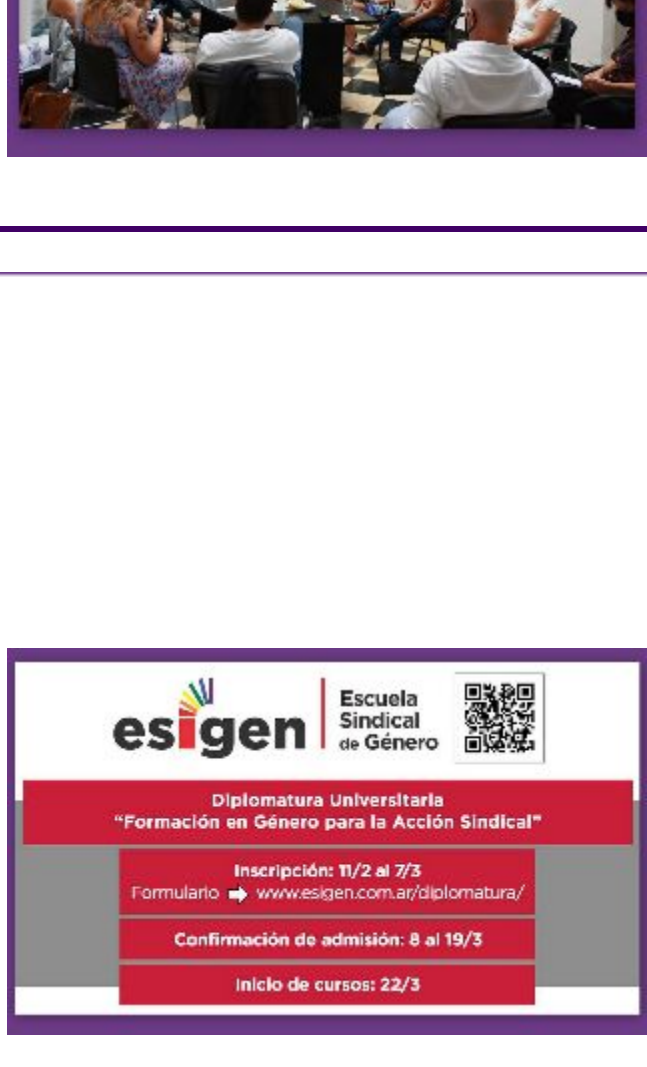 esigen
Escuela
Sindical
de Género
Diplomatura Universitaria
“Formación en Género para la Acción Sindical”
Inscripción: 11/2 al 7/3
Formulario www.esigen.com.ar/diplomatura/
Confirmación de admisión: 8 al 19/3
Inicio de cursos: 22/3